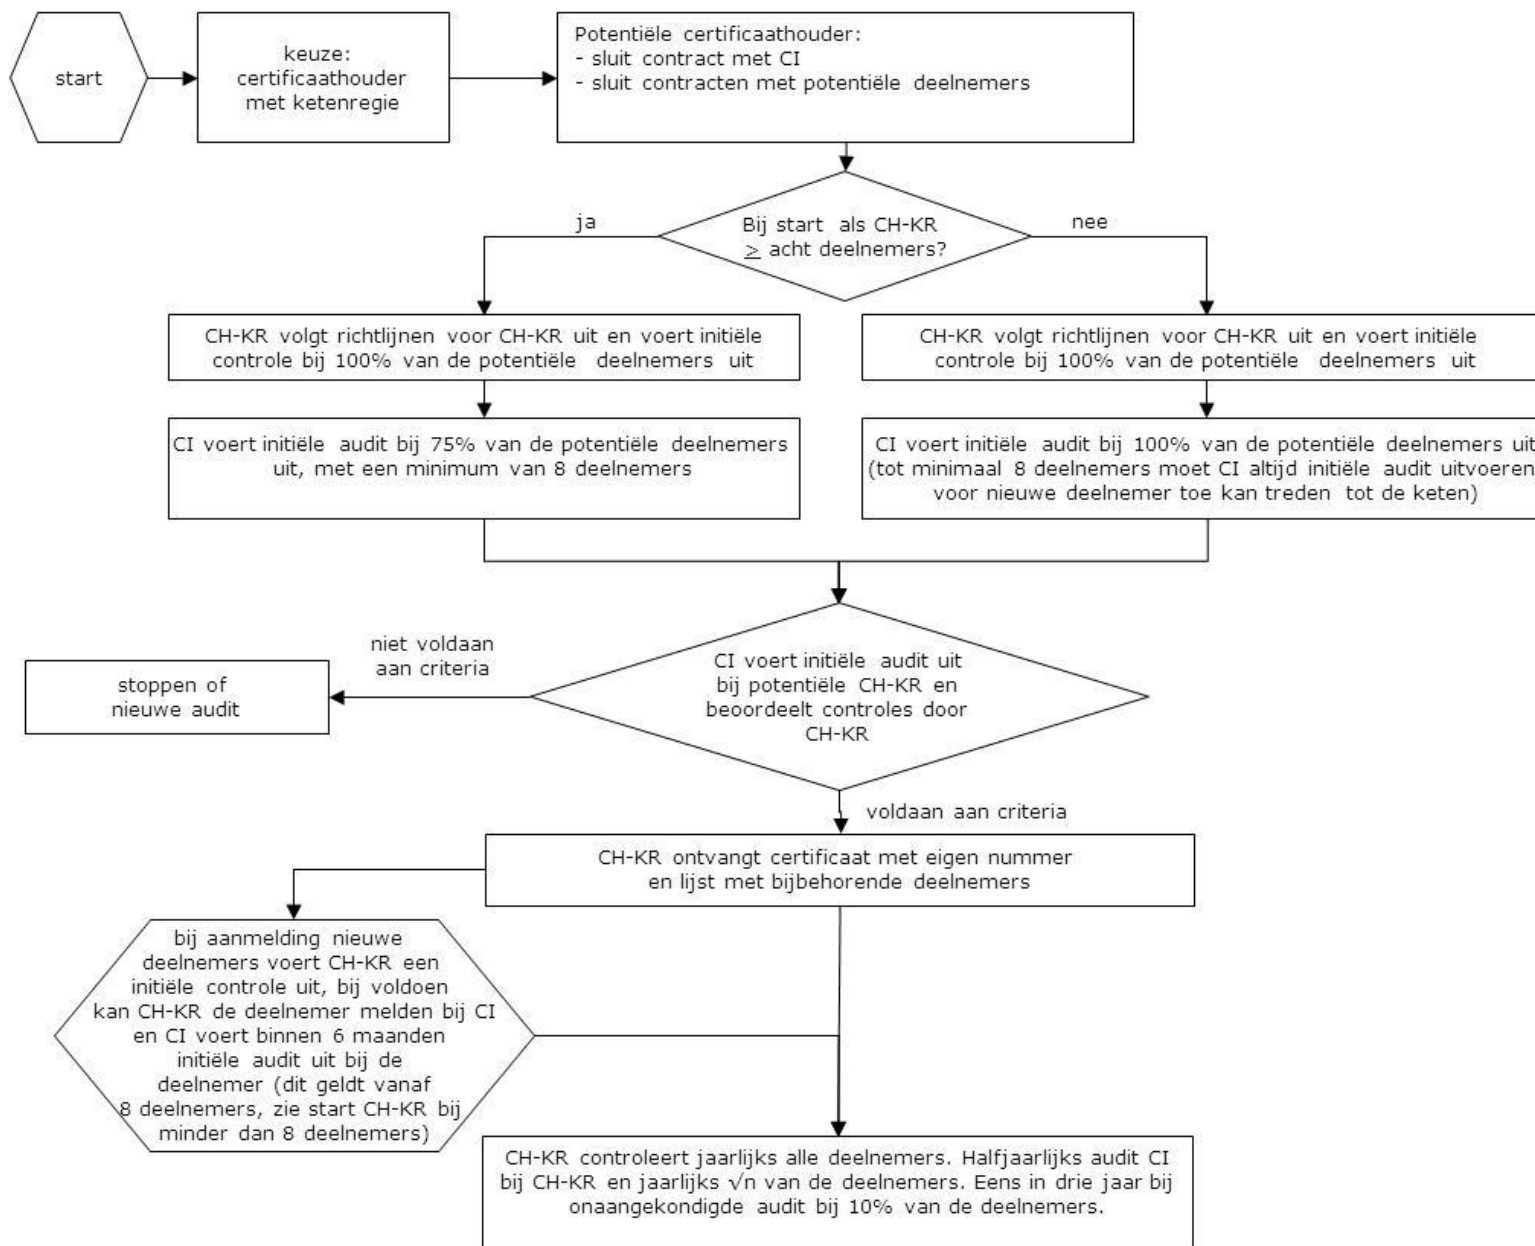 start
keuze:
certificaathouder
met ketenregie
Potentiële certificaathouder:
- sluit contract met CI
- sluit contracten met potentiële deelnemers
Bij start als CH-KR
≥ acht deelnemers?
ja
nee
CH-KR volgt richtlijnen voor CH-KR uit en voert initiële
controle bij 100% van de potentiële deelnemers uit
CH-KR volgt richtlijnen voor CH-KR uit en voert initiële
controle bij 100% van de potentiële deelnemers uit
CI voert initiële audit bij 75% van de potentiële deelnemers
uit, met een minimum van 8 deelnemers
CI voert initiële audit bij 100% van de potentiële deelnemers uit
(tot minimaal 8 deelnemers moet CI altijd initiële audit uitvoeren
voor nieuwe deelnemer toe kan treden tot de keten)
niet voldaan
aan criteria
stoppen of
nieuwe audit
CI voert initiële audit uit
bij potentiële CH-KR en
beoordeelt controles door
CH-KR
voldaan aan criteria
CH-KR ontvangt certificaat met eigen nummer
en lijst met bijbehorende deelnemers
bij aanmelding nieuwe
deelnemers voert CH-KR een
initiële controle uit, bij voldoen
kan CH-KR de deelnemer melden bij CI
en CI voert binnen 6 maanden
initiële audit uit bij de
deelnemer (dit geldt vanaf
8 deelnemers, zie start CH-KR bij
minder dan 8 deelnemers)
CH-KR controleert jaarlijks alle deelnemers. Halfjaarlijks audit CI
bij CH-KR en jaarlijks √n van de deelnemers. Eens in drie jaar bij
onaangekondigde audit bij 10% van de deelnemers.